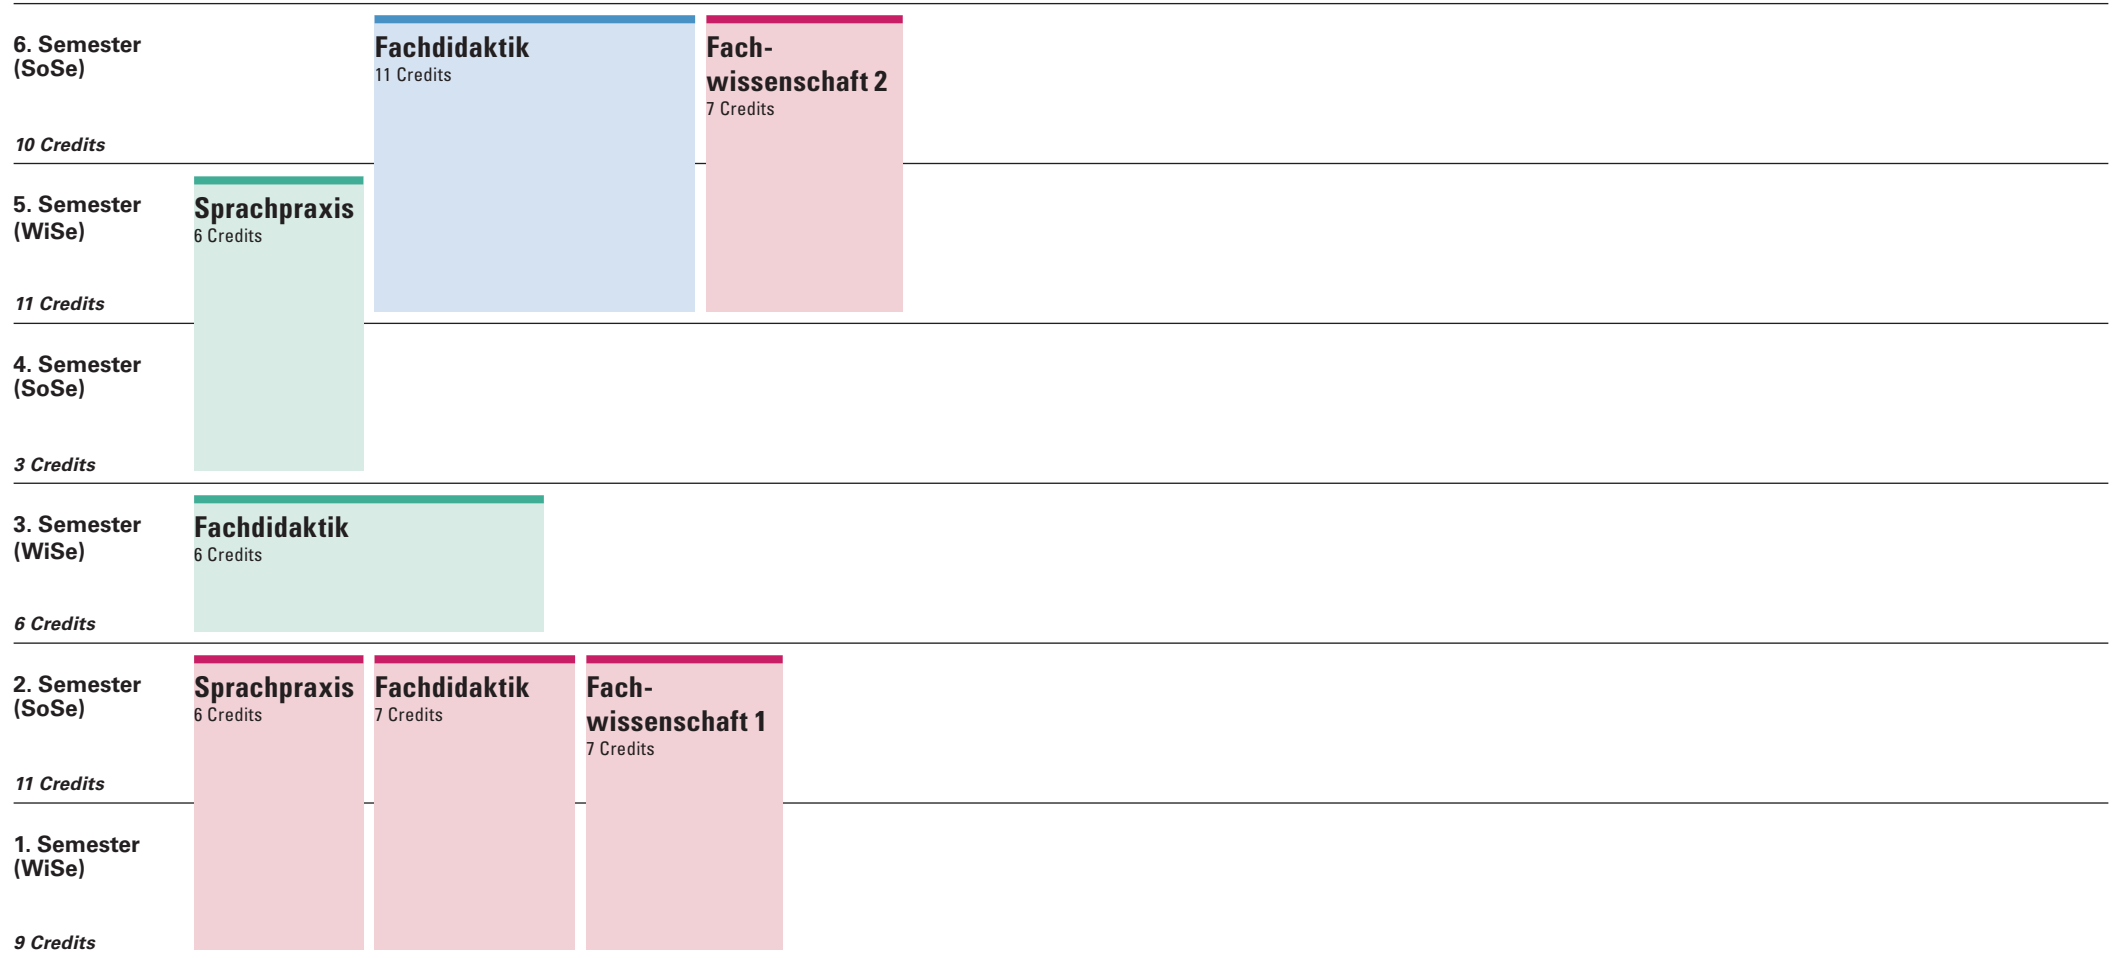 6. Semester
(SoSe)
10 Credits
Fachdidaktik
11 Credits
Fach-
wissenschaft 2
7 Credits
5. Semester
(WiSe)
11 Credits
Sprachpraxis
6 Credits
4. Semester
(SoSe)
3 Credits
3. Semester
(WiSe)
6 Credits
Fachdidaktik
6 Credits
2. Semester
(SoSe)
11 Credits
Sprachpraxis
6 Credits
Fachdidaktik
7 Credits
Fach-
wissenschaft 1
7 Credits
1. Semester
(WiSe)
9 Credits